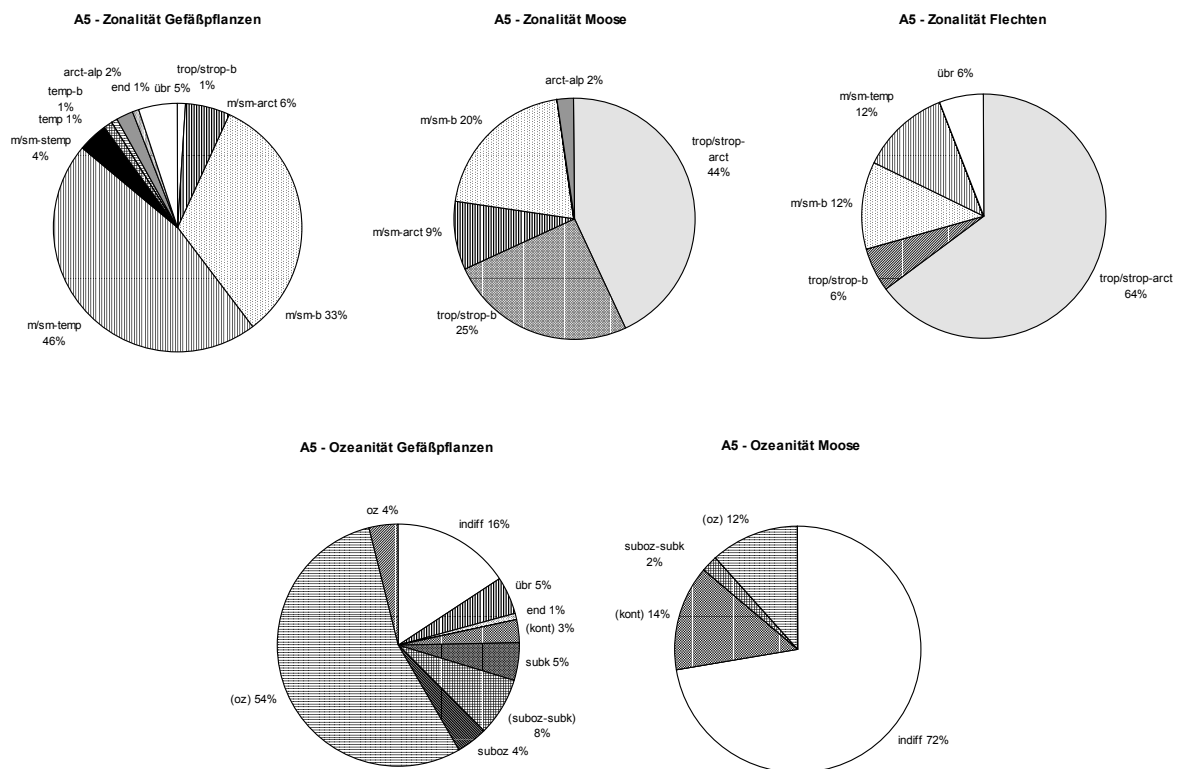 A5 - Zonalität Gefäßpflanzen
arct-alp 2%
end 1%
übr 5%
trop/strop-b
1%
temp-b
1%
temp 1%
m/sm-stemp
4%
m/sm-arct 6%
m/sm-temp
46%
m/sm-b 33%
A5 - Zonalität Moose
arct-alp 2%
m/sm-b 20%
trop/strop-
arct
44%
m/sm-arct 9%
trop/strop-b
25%
A5 - Zonalität Flechten
übr 6%
m/sm-temp
12%
m/sm-b 12%
trop/strop-b
6%
trop/strop-arct
64%
A5 - Ozeanität Gefäßpflanzen
oz 4%
indiff 16%
übr 5%
end 1%
(kont) 3%
subk 5%
(oz) 54%
(suboz-subk)
8%
suboz 4%
A5 - Ozeanität Moose
(oz) 12%
suboz-subk
2%
(kont) 14%
indiff 72%